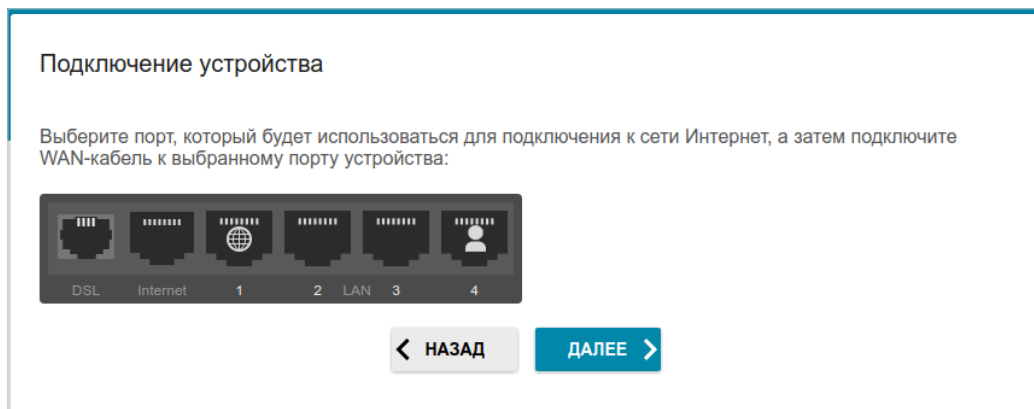 Подключение устройства
Выберите порт, который будет использоваться для подключения к сети Интернет, а затем подключите
WAN-кабель к выбранному порту устройства:
DSL Internet 1 2 LAN 3 4
НАЗАД ДАЛЕЕ